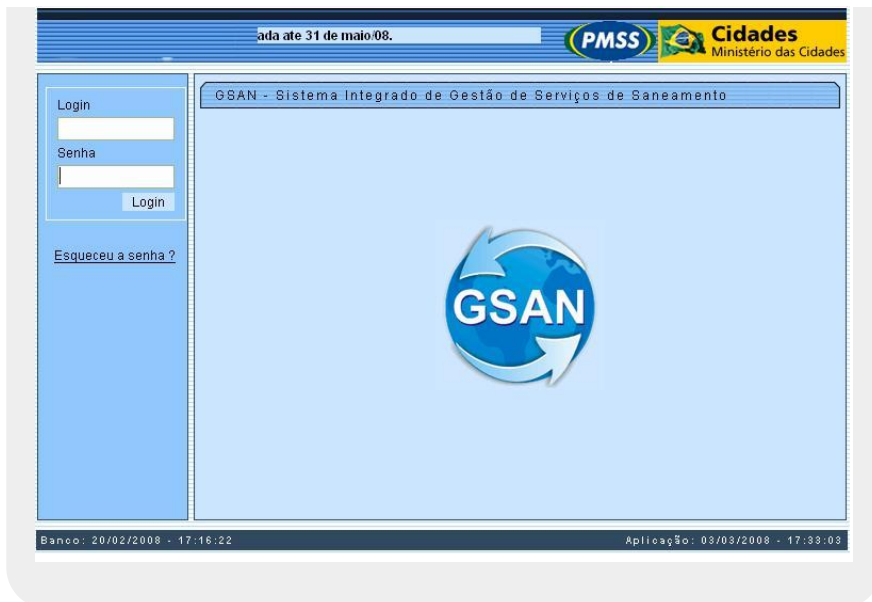 ada ate 31 de maio/08.
PMSS
Cidades
Ministério das Cidades
GSAN - Sistema Integrado de Gestão de Serviços de Saneamento
Login
Senha
Login
Esqueceu a senha ?
GSAN
Banco: 20/02/2008 - 17:16:22
Aplicação: 03/03/2008 - 17:33:03